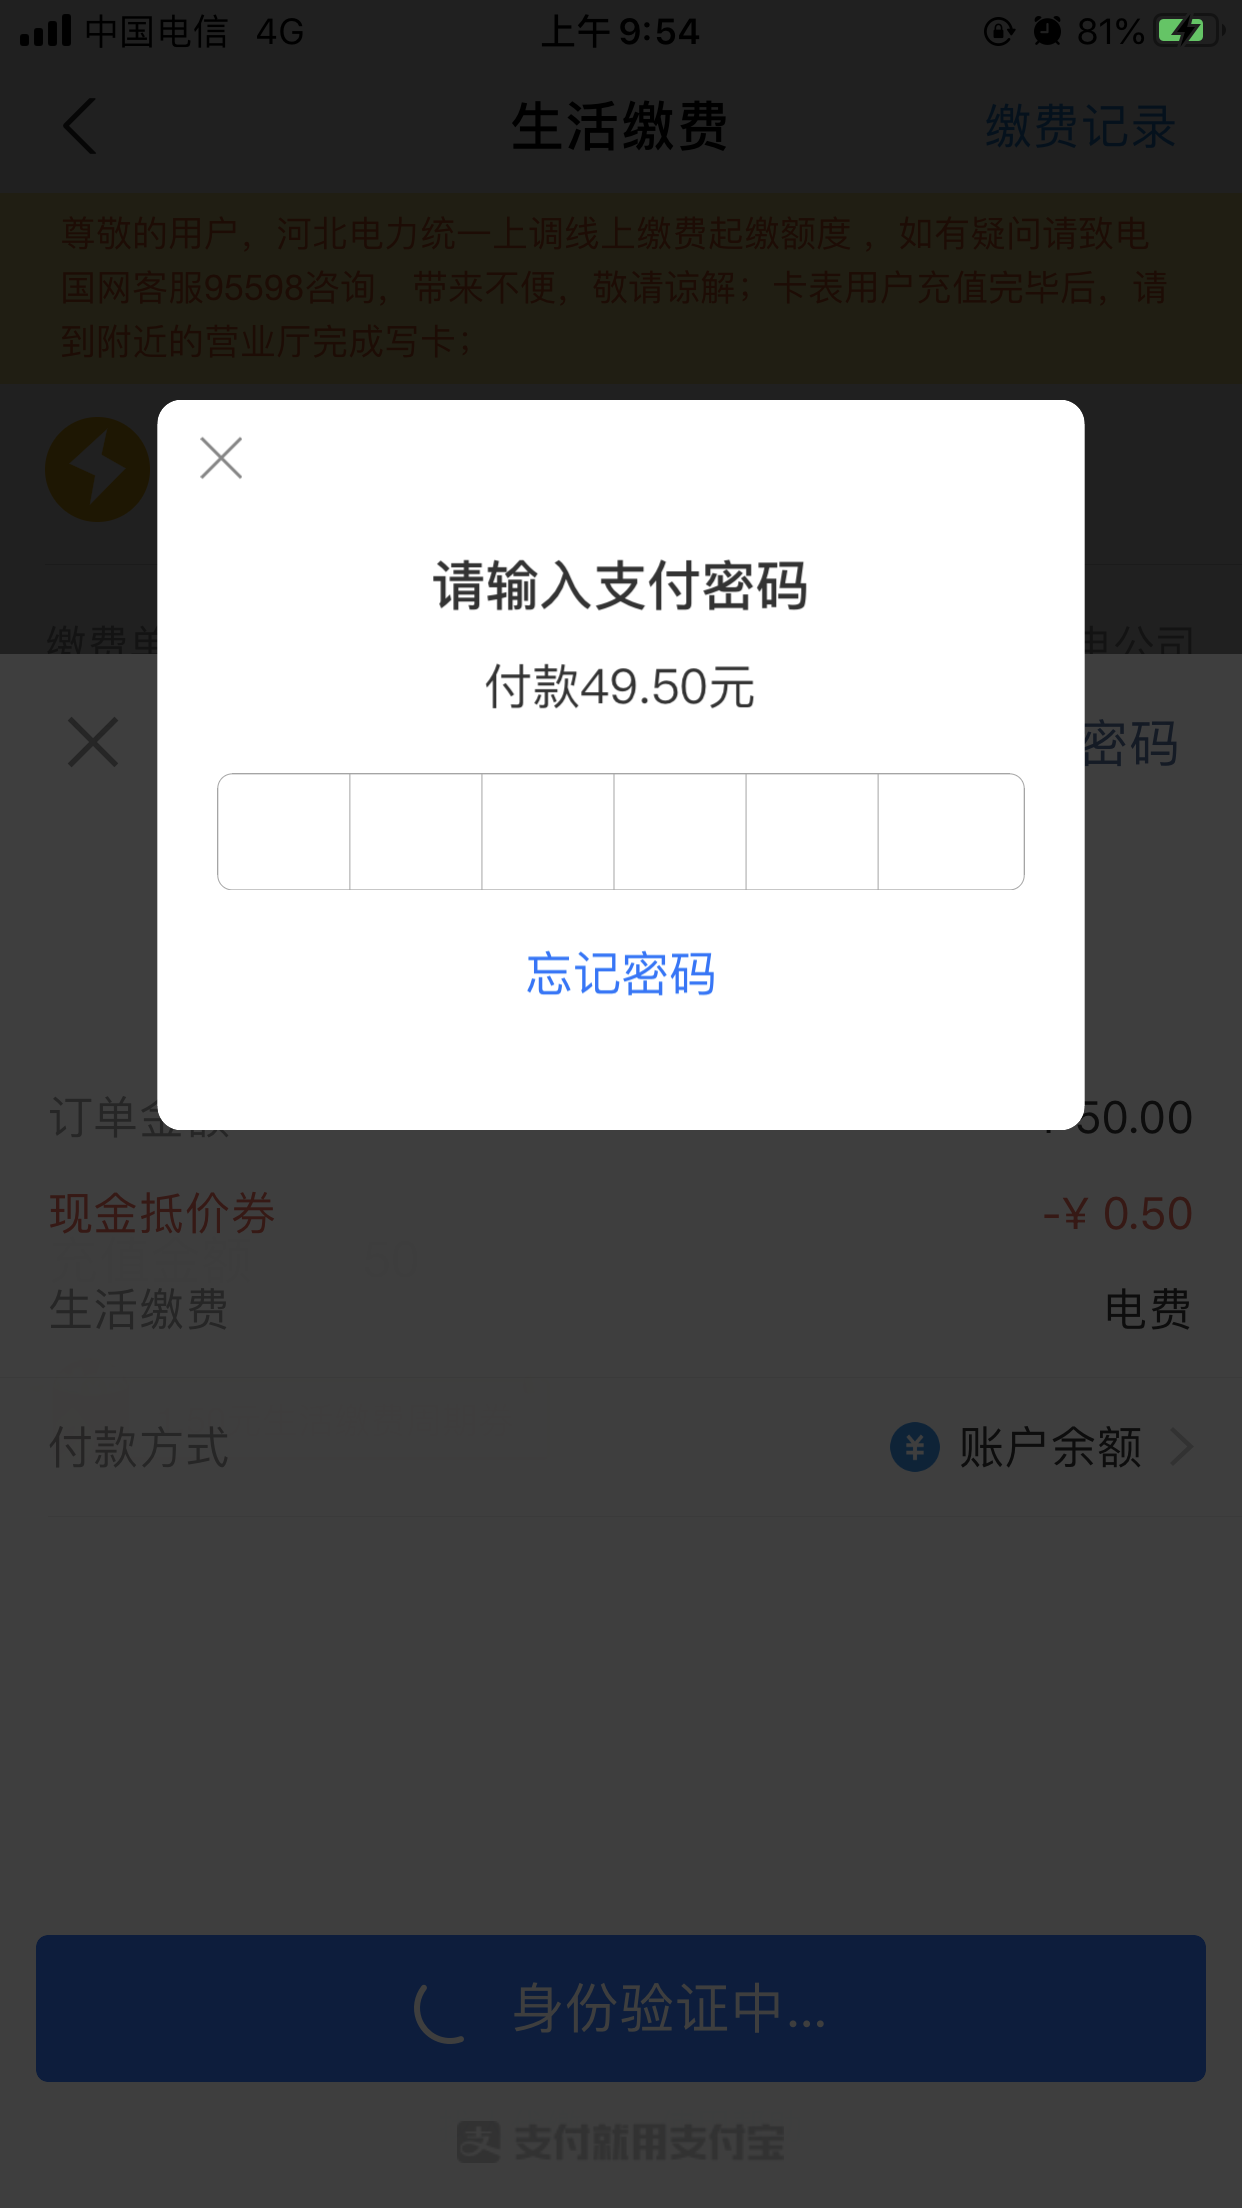 中国电信 4G 上午 9:54 81%
生活缴费 缴费记录
尊敬的用户，河北电力统一上调线上缴费起缴额度，如有疑问请致电
国网客服95598咨询，带来不便，敬请谅解；卡表用户充值完毕后，请
到附近的营业厅完成写卡；
请输入支付密码
付款49.50元
缴费单 电公司
密码
忘记密码
订单金额 50.00
现金抵价券 -¥ 0.50
生活缴费 电费
付款方式 账户余额
身份验证中...
支付就用支付宝